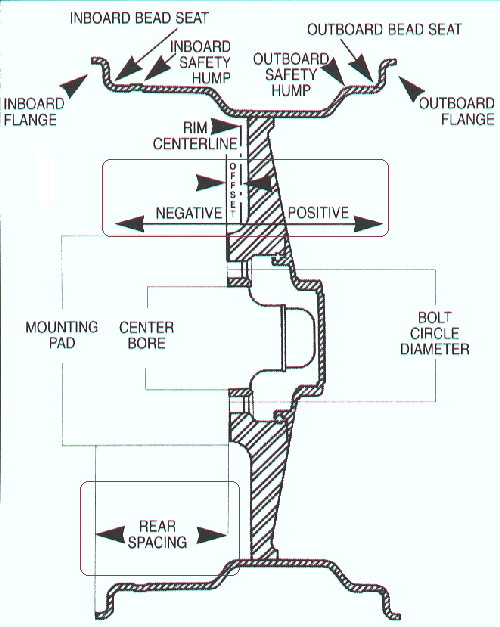 INBOARD BEAD SEAT
OUTBOARD BEAD SEAT
INBOARD
SAFETY
HUMP
OUTBOARD
SAFETY
HUMP
INBOARD
FLANGE
OUTBOARD
FLANGE
RIM
CENTERLINE
OFFSET
NEGATIVE
POSITIVE
MOUNTING
PAD
CENTER
BORE
BOLT
CIRCLE
DIAMETER
REAR
SPACING